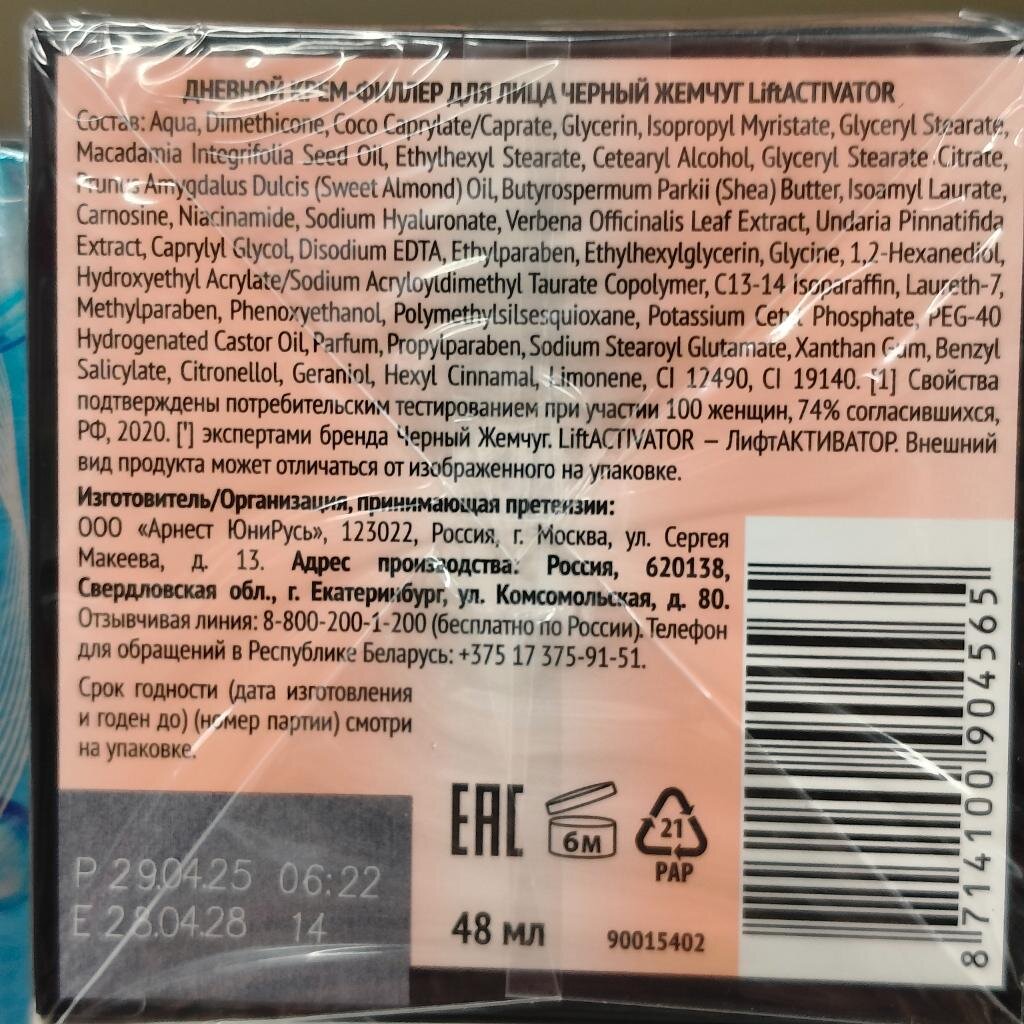 ДНЕВНОЙ КРЕМ-ФИЛЛЕР ДЛЯ ЛИЦА ЧЕРНЫЙ ЖЕМЧУГ LiftACTIVATOR
Состав: Aqua, Dimethicone, Coco Caprylate/Caprate, Glycerin, Isopropyl Myristate, Glyceryl Stearate,
Macadamia Integrifolia Seed Oil, Ethylhexyl Stearate, Cetearyl Alcohol, Glyceryl Stearate Citrate,
Prunus Amygdalus Dulcis (Sweet Almond) Oil, Butyrospermum Parkii (Shea) Butter, Isoamyl Laurate,
Carnosine, Niacinamide, Sodium Hyaluronate, Verbena Officinalis Leaf Extract, Undaria Pinnatifida
Extract, Caprylyl Glycol, Disodium EDTA, Ethylparaben, Ethylhexylglycerin, Glycine, 1,2-Hexanediol,
Hydroxyethyl Acrylate/Sodium Acryloyldimethyl Taurate Copolymer, C13-14 isoparaffin, Laureth-7,
Methylparaben, Phenoxyethanol, Polymethylsilsesquioxane, Potassium Cetyl Phosphate, PEG-40
Hydrogenated Castor Oil, Parfum, Propylparaben, Sodium Stearoyl Glutamate, Xanthan Gum, Benzyl
Salicylate, Citronellol, Geraniol, Hexyl Cinnamal, Limonene, CI 12490, CI 19140. [1] Свойства
подтверждены потребительским тестированием при участии 100 женщин, 74% согласившихся,
РФ, 2020. ['] экспертами бренда Черный Жемчуг. LiftACTIVATOR – ЛифтАКТИВАТОР. Внешний
вид продукта может отличаться от изображенного на упаковке.
Изготовитель/Организация, принимающая претензии:
ООО «Арнест ЮниРусь», 123022, Россия, г. Москва, ул. Сергея
Макеева, д. 13. Адрес производства: Россия, 620138,
Свердловская обл., г. Екатеринбург, ул. Комсомольская, д. 80.
Отзывчивая линия: 8-800-200-1-200 (бесплатно по России). Телефон
для обращений в Республике Беларусь: +375 17 375-91-51.
Срок годности (дата изготовления
и годен до) (номер партии) смотри
на упаковке.
P 29.04.25 06:22
E 28.04.28 14
EAC
6м
21
PAP
48 мл
90015402
8 714100 904565